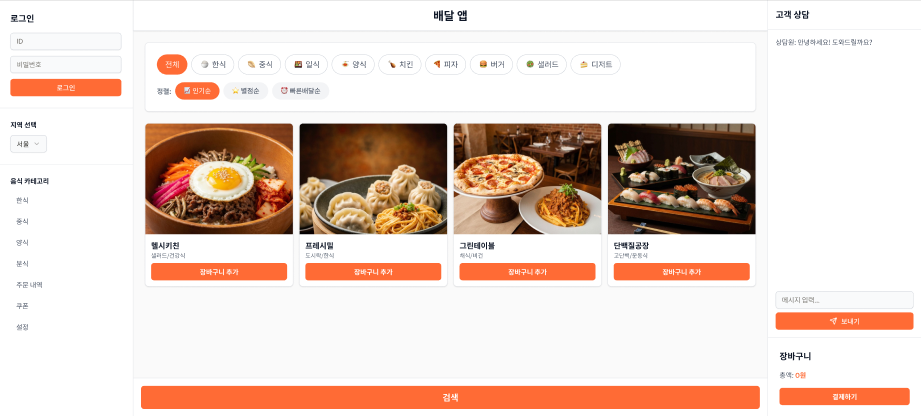 로그인
ID
비밀번호
로그인
지역 선택
서울
음식 카테고리
한식
중식
양식
분식
주문 내역
쿠폰
설정
배달 앱
전체 한식 중식 일식 양식 치킨 피자 버거 샐러드 디저트
정렬: 인기순 별점순 빠른배달순
헬시키친
샐러드/건강식
장바구니 추가
프레시밀
도시락/한식
장바구니 추가
그린테이블
채식/비건
장바구니 추가
단백질공장
고단백/운동식
장바구니 추가
검색
고객 상담
상담원: 안녕하세요! 도와드릴까요?
메시지 입력...
보내기
장바구니
총액: 0원
결제하기